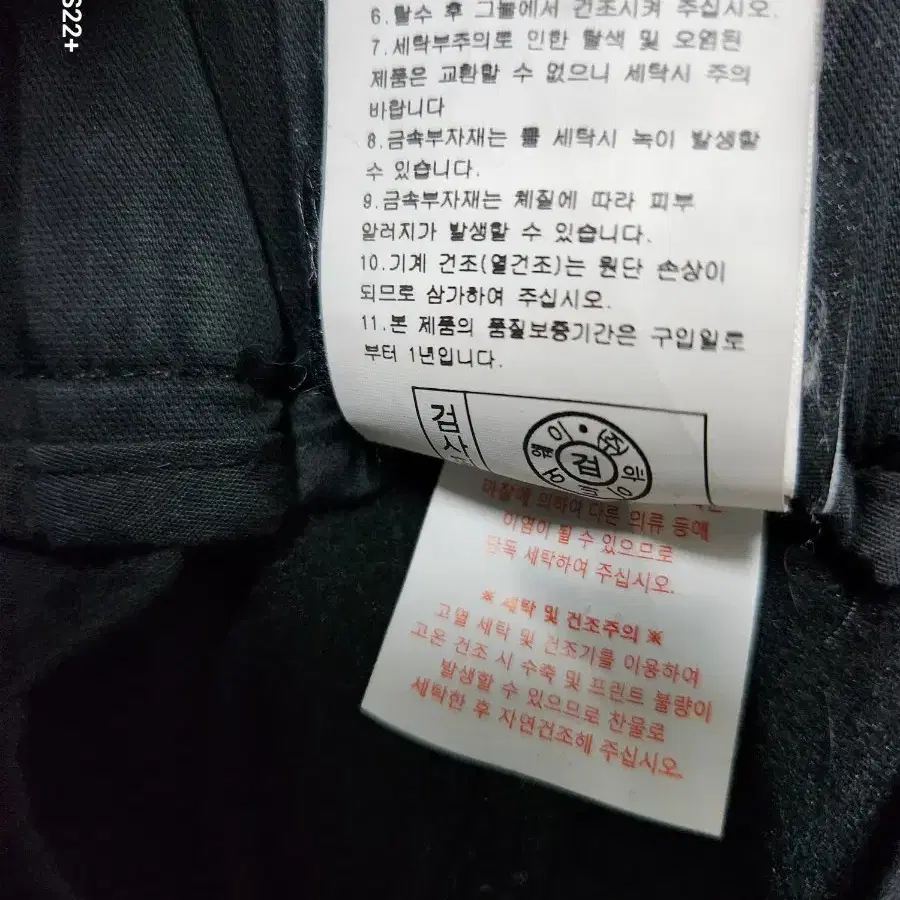 S22+
6.탈수 후 그늘에서 건조시켜 주십시오.
7.세탁부주의로 인한 탈색 및 오염된
제품은 교환할 수 없으니 세탁시 주의
바랍니다
8.금속부자재는 물 세탁시 녹이 발생할
수 있습니다.
9.금속부자재는 체질에 따라 피부
알러지가 발생할 수 있습니다.
10.기계 건조(열건조)는 원단 손상이
되므로 삼가하여 주십시오.
11.본 제품의 품질보증기간은 구입일로
부터 1년입니다.
검사
검
마찰에 의하여 다른 의류 등에
이염이 될 수 있으므로
단독 세탁하여 주십시오.
※ 세탁 및 건조주의 ※
고열 세탁 및 건조기를 이용하여
고온 건조 시 수축 및 프린트 불량이
발생할 수 있으므로 찬물로
세탁한 후 자연건조해 주십시오.